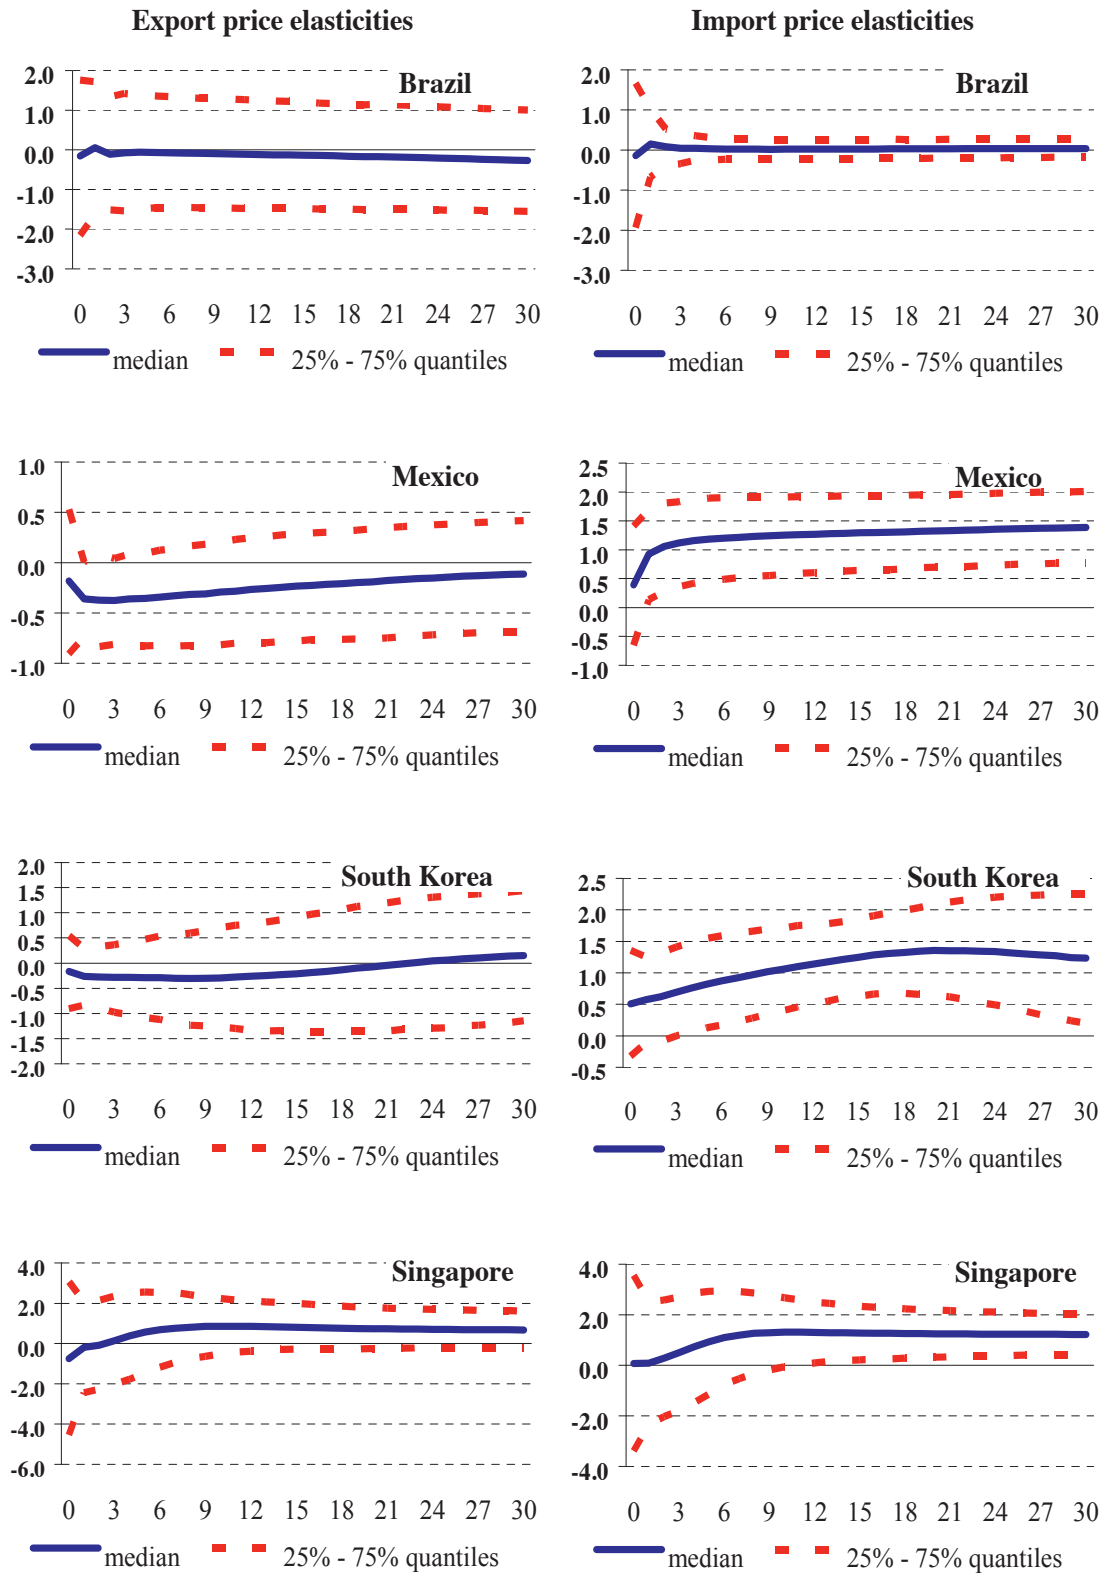 Export price elasticities
Import price elasticities
Brazil
2.0
1.0
0.0
-1.0
-2.0
-3.0
0 3 6 9 12 15 18 21 24 27 30
median 25% - 75% quantiles
Brazil
2.0
1.0
0.0
-1.0
-2.0
-3.0
0 3 6 9 12 15 18 21 24 27 30
median 25% - 75% quantiles
Mexico
1.0
0.5
0.0
-0.5
-1.0
0 3 6 9 12 15 18 21 24 27 30
median 25% - 75% quantiles
Mexico
2.5
2.0
1.5
1.0
0.5
0.0
-0.5
-1.0
0 3 6 9 12 15 18 21 24 27 30
median 25% - 75% quantiles
South Korea
2.0
1.5
1.0
0.5
0.0
-0.5
-1.0
-1.5
-2.0
0 3 6 9 12 15 18 21 24 27 30
median 25% - 75% quantiles
South Korea
2.5
2.0
1.5
1.0
0.5
0.0
-0.5
0 3 6 9 12 15 18 21 24 27 30
median 25% - 75% quantiles
Singapore
4.0
2.0
0.0
-2.0
-4.0
-6.0
0 3 6 9 12 15 18 21 24 27 30
median 25% - 75% quantiles
Singapore
4.0
2.0
0.0
-2.0
-4.0
0 3 6 9 12 15 18 21 24 27 30
median 25% - 75% quantiles